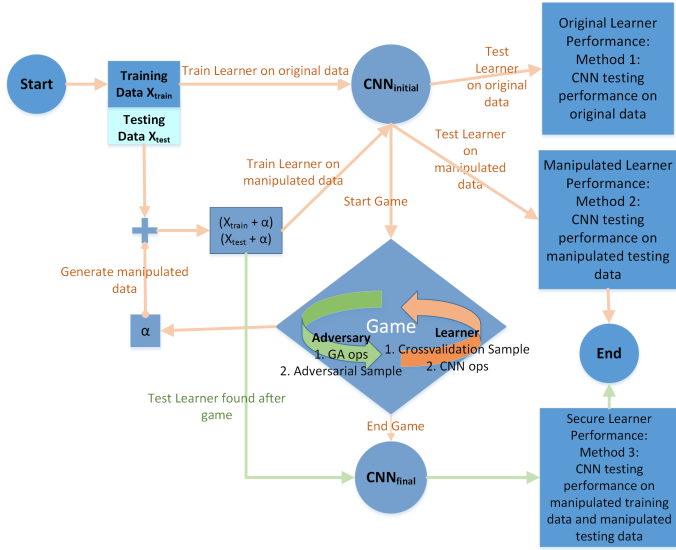 Start
Training
Data Xtrain
Testing
Data Xtest
Train Learner on original data
CNNinitial
Test
Learner
on original
data
Original Learner
Performance:
Method 1:
CNN testing
performance on
original data
Train Learner on
manipulated data
Test Learner
on
manipulated
data
Manipulated Learner
Performance:
Method 2:
CNN testing
performance on
manipulated testing
data
(Xtrain + α)
(Xtest + α)
Start Game
Generate manipulated
data
α
Game
Adversary
1. GA ops
2. Adversarial Sample
Learner
1. Crossvalidation Sample
2. CNN ops
End
Test Learner found after
game
End Game
CNNfinal
Secure Learner
Performance:
Method 3:
CNN testing
performance on
manipulated training
data and manipulated
testing data